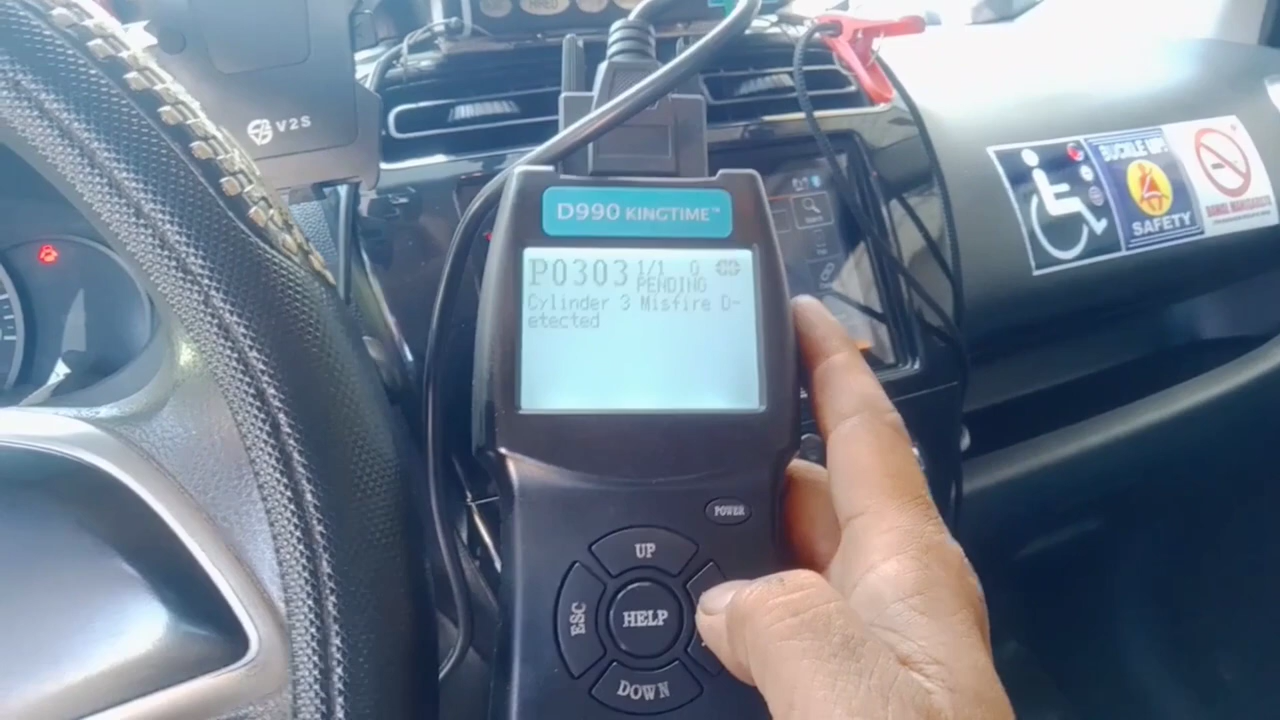 V2S
D990 KINGTIME™
P0303 1/1 0
PENDING
Cylinder 3 Misfire D-
etected
POWER
UP
ESC
HELP
DOWN
BUCKLE UP!
SAFETY